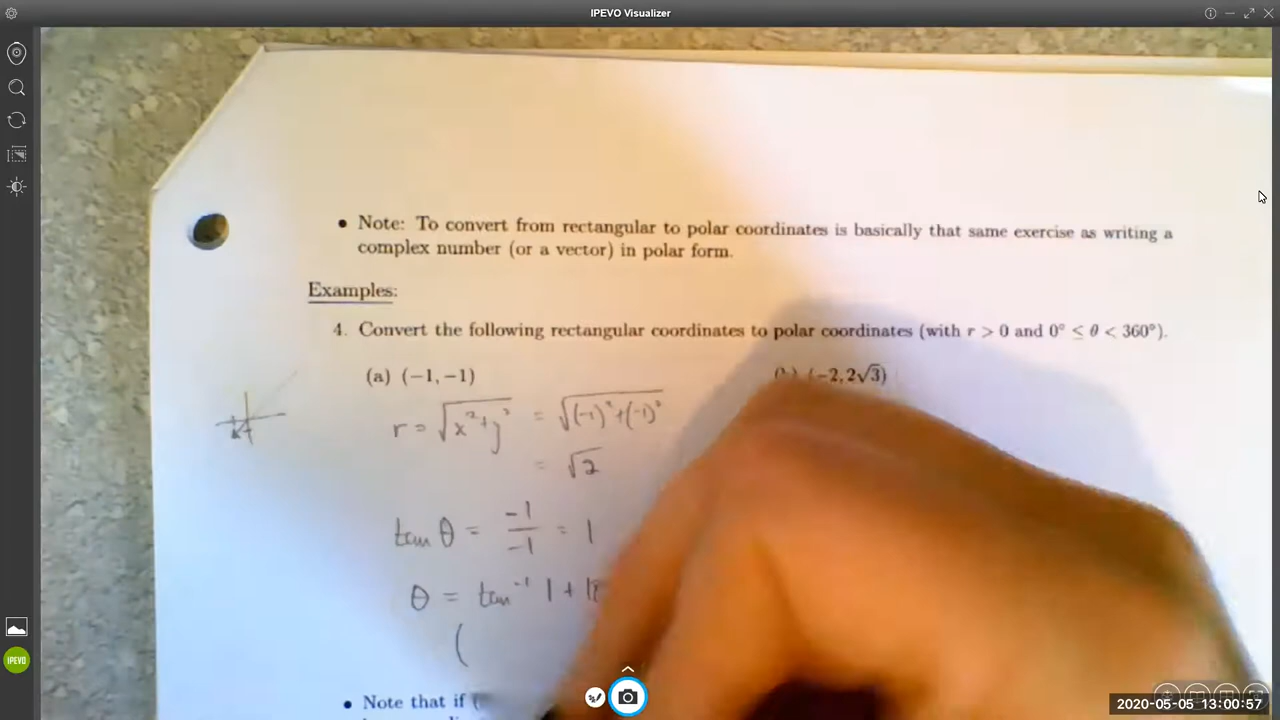 IPEVO Visualizer
• Note: To convert from rectangular to polar coordinates is basically that same exercise as writing a
complex number (or a vector) in polar form.
Examples:
4. Convert the following rectangular coordinates to polar coordinates (with r > 0 and 0° ≤ θ < 360°).
(a) (−1, −1)
(−2, 2√3)
r = √(x² + y²) = √((-1)² + (-1)²)
= √2
tan θ = -1/-1 = 1
θ = tan⁻¹ 1 + 18
(
• Note that if (
IPEVO
2020-05-05 13:00:57